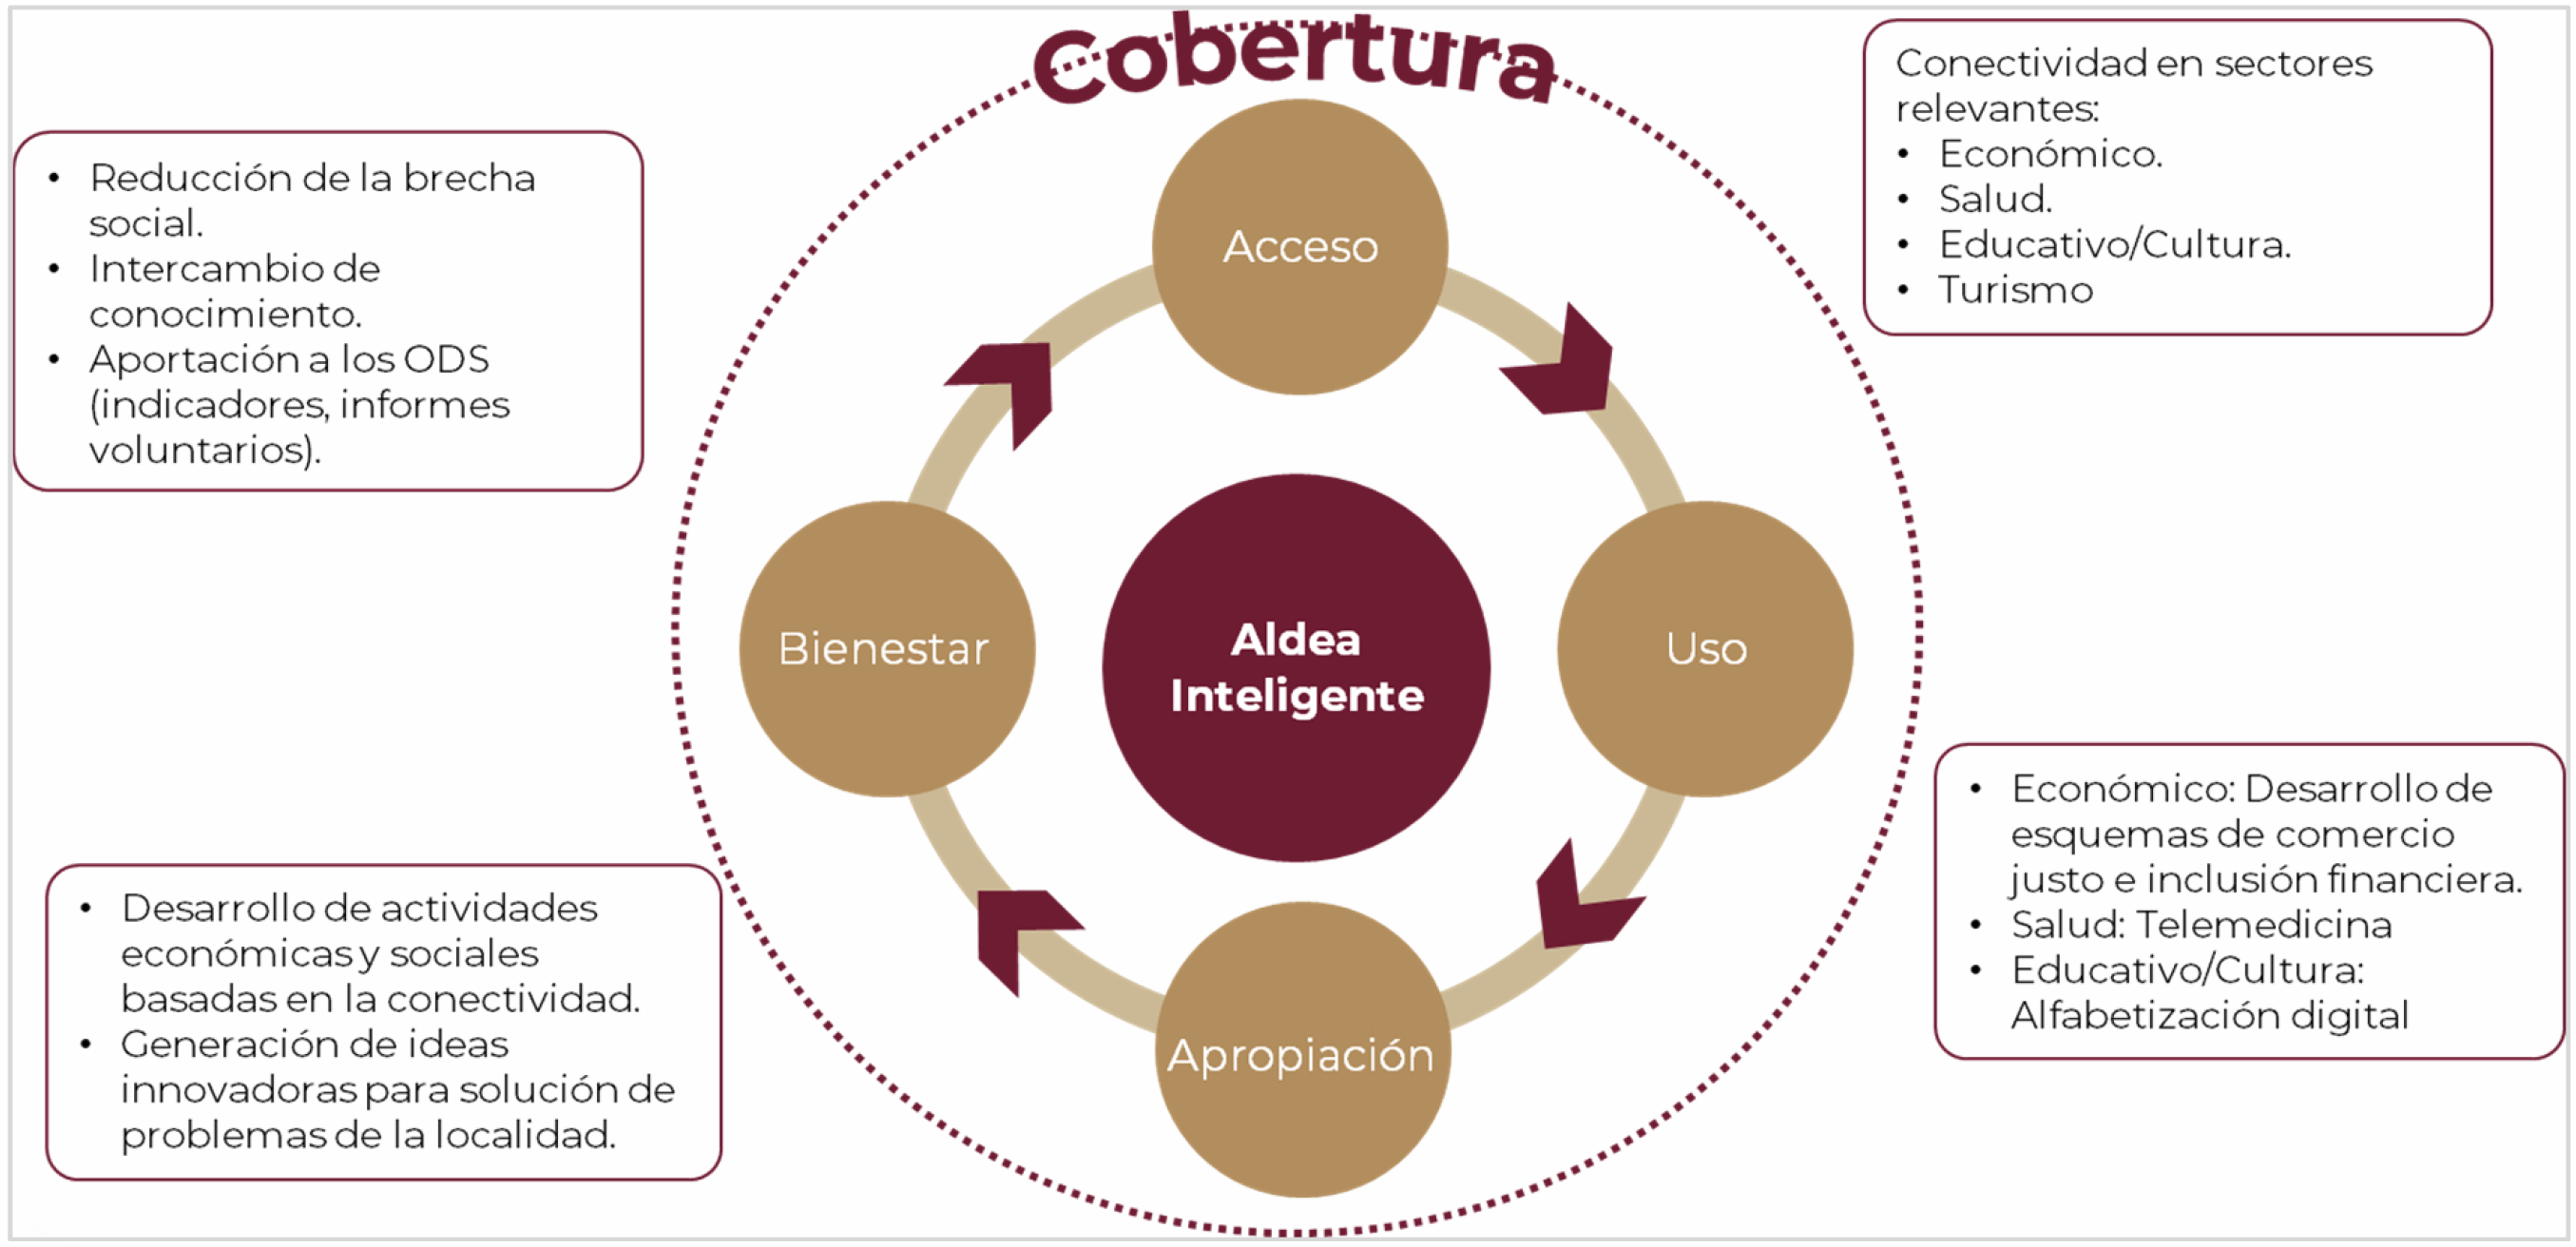 Cobertura
Conectividad en sectores
relevantes:
• Económico.
• Salud.
• Educativo/Cultura.
• Turismo
• Reducción de la brecha
social.
• Intercambio de
conocimiento.
• Aportación a los ODS
(indicadores, informes
voluntarios).
Acceso
Bienestar
Aldea
Inteligente
Uso
Apropiación
• Económico: Desarrollo de
esquemas de comercio
justo e inclusión financiera.
• Salud: Telemedicina
• Educativo/Cultura:
Alfabetización digital
• Desarrollo de actividades
económicas y sociales
basadas en la conectividad.
• Generación de ideas
innovadoras para solución de
problemas de la localidad.